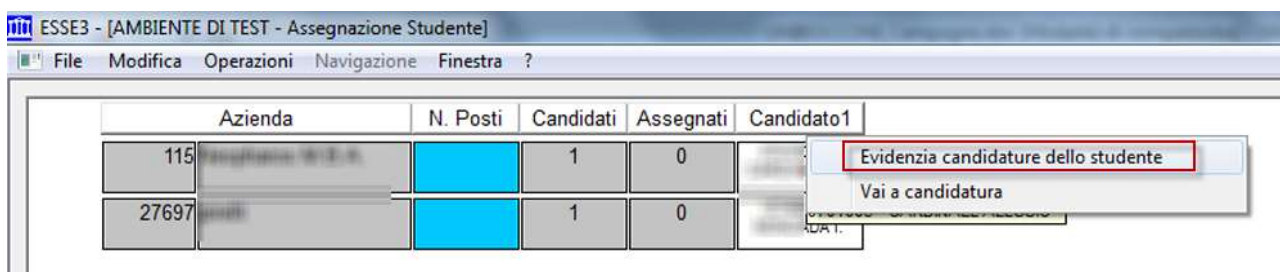 ESSE3 - [AMBIENTE DI TEST - Assegnazione Studente]
File Modifica Operazioni Navigazione Finestra ?
Azienda N. Posti Candidati Assegnati Candidato1
115 1 0
Evidenzia candidature dello studente
Vai a candidatura
27697 1 0